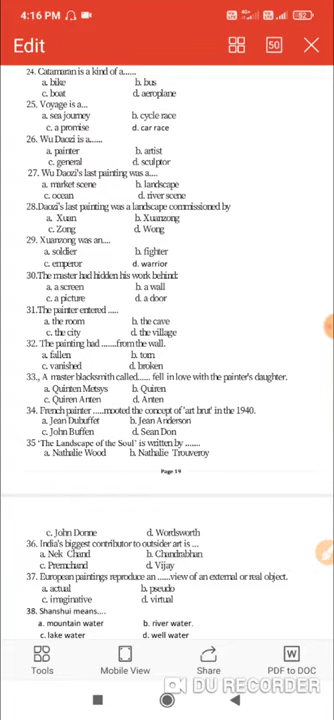 4:16 PM
52
Edit
50
24. Catamaran is a kind of a......
a. bike b. bus
c. boat d. aeroplane
25. Voyage is a...
a. sea journey b. cycle race
c. a promise d. car race
26. Wu Daozi is a......
a. painter b. artist
c. general d. sculptor
27. Wu Daozi's last painting was a....
a. market scene b. landscape
c. ocean d. river scene
28.Daozi's last painting was a landscape commissioned by
a. Xuan b. Xuanzong
c. Zong d. Wong
29. Xuanzong was an....
a. soldier b. fighter
c. emperor d. warrior
30.The master had hidden his work behind:
a. a screen b. a wall
c. a picture d. a door
31.The painter entered .....
a. the room b. the cave
c. the city d. the village
32. The painting had ........from the wall.
a. fallen b. torn
c. vanished d. broken
33., A master blacksmith called...... fell in love with the painter's daughter.
a. Quinten Metsys b. Quiren
c. Quiren Anten d. Anten
34. French painter .....mooted the concept of 'art brut' in the 1940.
a. Jean Dubuffet b. Jean Anderson
c. John Buffen d. Sean Don
35 'The Landscape of the Soul' is written by .......
a. Nathalie Wood b. Nathalie Trouveroy
Page 19
c. John Donne d. Wordsworth
36. India's biggest contributor to outsider art is ...
a. Nek Chand b. Chandrabhan
c. Premchand d. Vijay
37. European paintings reproduce an ......view of an external or real object.
a. actual b. pseudo
c. imaginative d. virtual
38. Shanshui means....
a. mountain water b. river water.
c. lake water d. well water
Tools Mobile View Share PDF to DOC
DU RECORDER